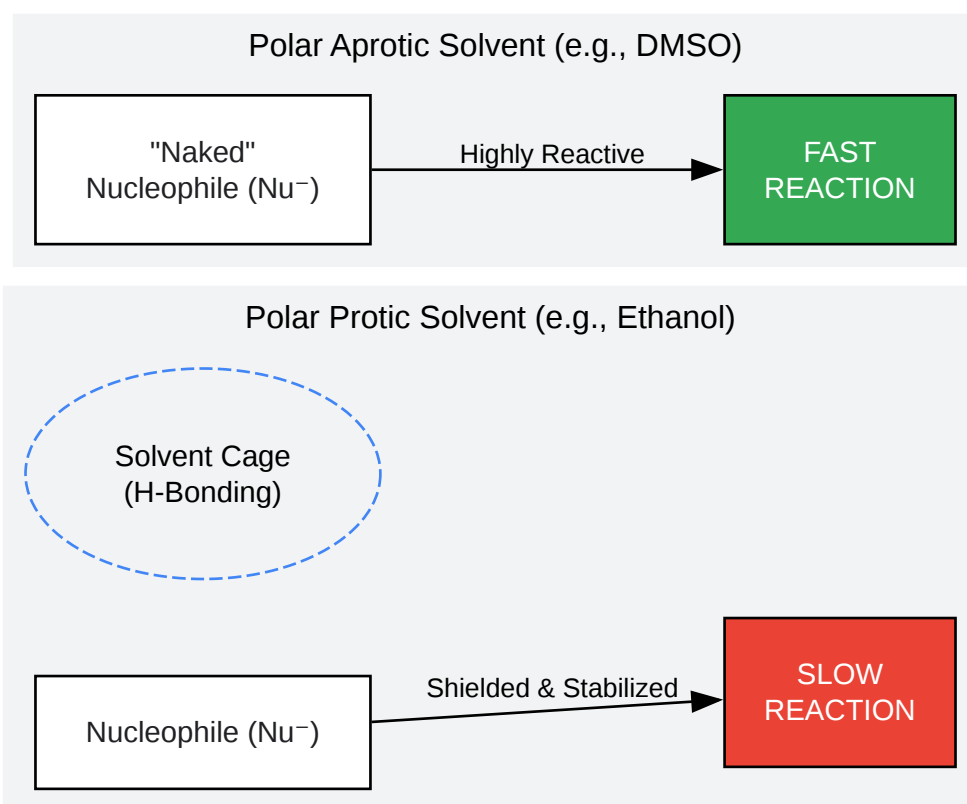 Polar Aprotic Solvent (e.g., DMSO)
"Naked"
Nucleophile (Nu⁻)
Highly Reactive
FAST
REACTION
Polar Protic Solvent (e.g., Ethanol)
Solvent Cage
(H-Bonding)
Nucleophile (Nu⁻)
Shielded & Stabilized
SLOW
REACTION